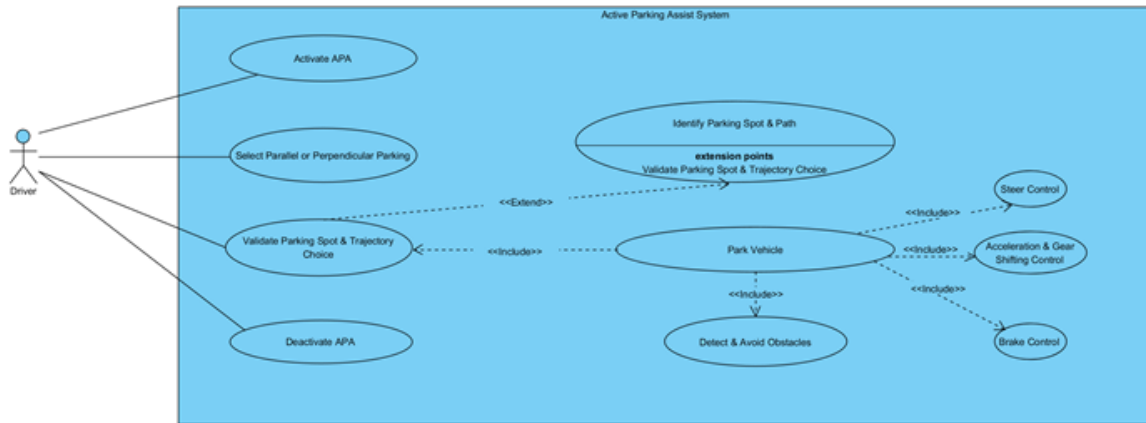 Active Parking Assist System
Activate APA
Driver
Select Parallel or Perpendicular Parking
Identify Parking Spot & Path
extension points
Validate Parking Spot & Trajectory Choice
<<Extend>>
Steer Control
<<Include>>
Validate Parking Spot & Trajectory
Choice
<<Include>>
Park Vehicle
<<Include>>
Acceleration & Gear
Shifting Control
<<Include>>
<<Include>>
Deactivate APA
Detect & Avoid Obstacles
Brake Control